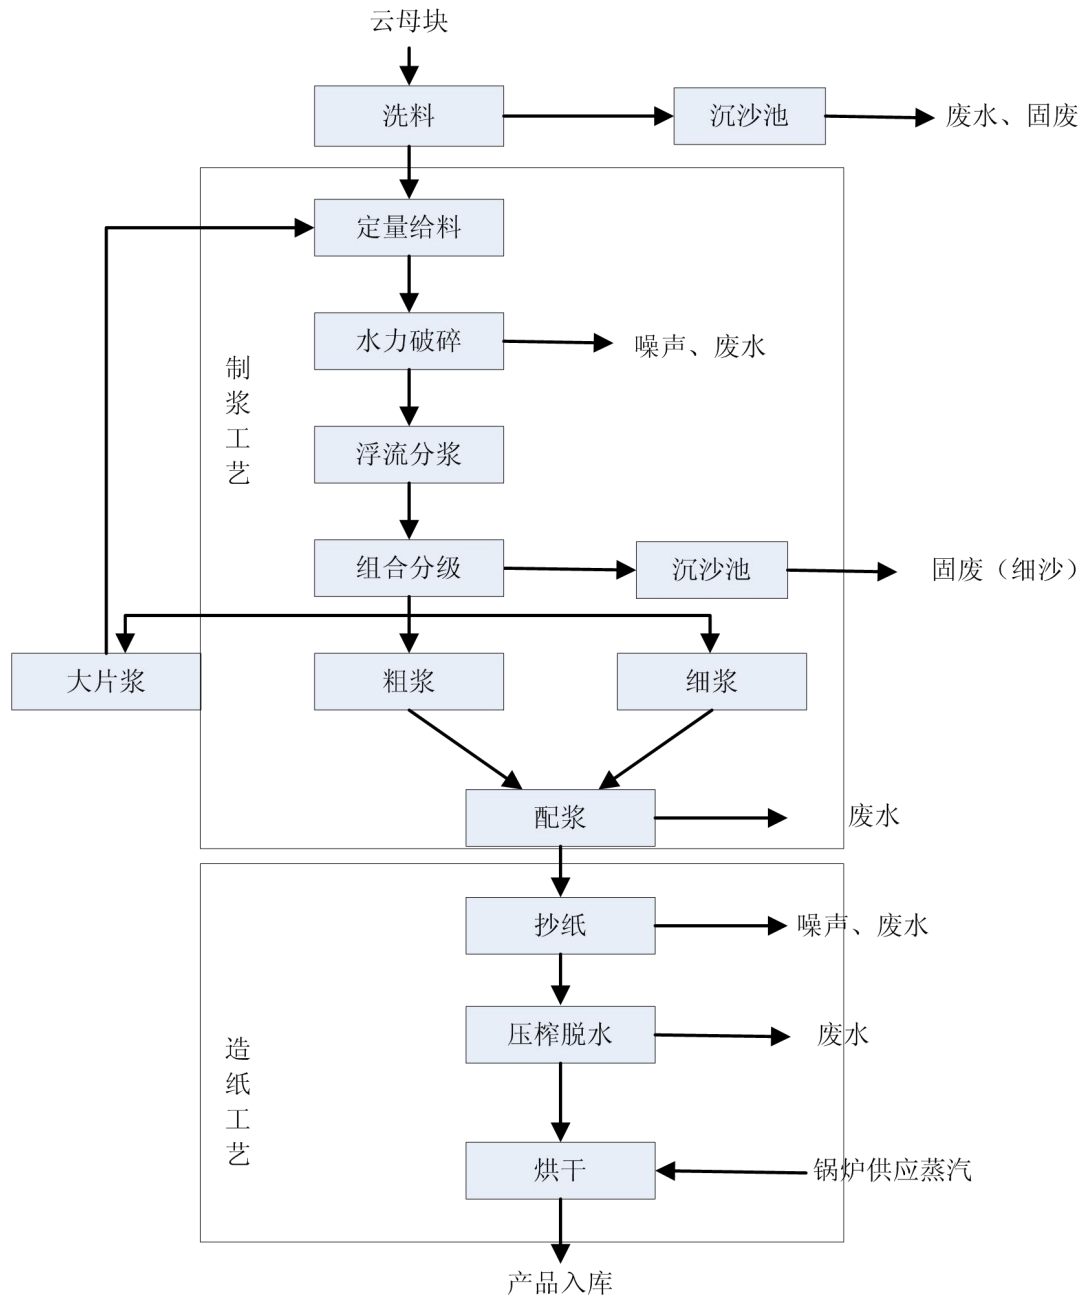 云母块
洗料
沉沙池
废水、固废
定量给料
水力破碎
噪声、废水
制浆工艺
浮流分浆
组合分级
沉沙池
固废（细沙）
大片浆
粗浆
细浆
配浆
废水
抄纸
噪声、废水
压榨脱水
废水
造纸工艺
烘干
锅炉供应蒸汽
产品入库